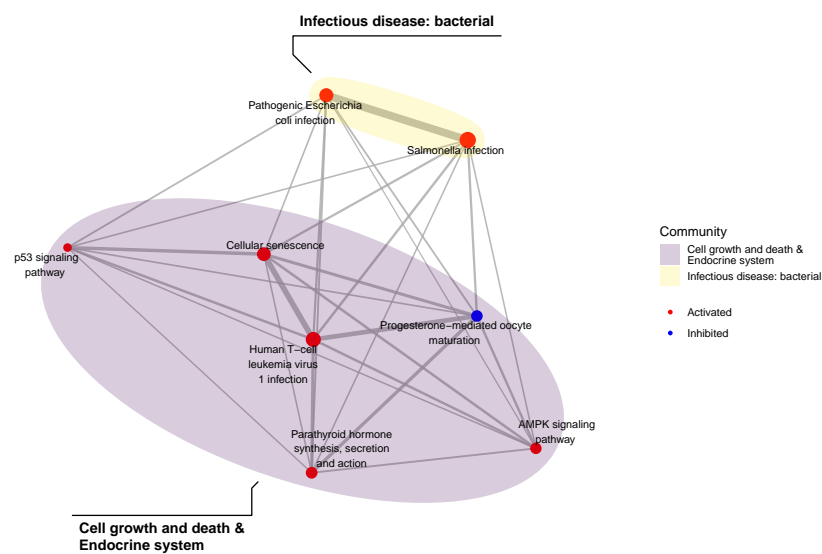 Infectious disease: bacterial
Pathogenic Escherichia
coli infection
Salmonella infection
Cellular senescence
p53 signaling
pathway
Progesterone−mediated oocyte
maturation
Human T−cell
leukemia virus
1 infection
AMPK signaling
pathway
Parathyroid hormone
synthesis, secretion
and action
Cell growth and death &
Endocrine system
Community
Cell growth and death &
Endocrine system
Infectious disease: bacterial
Activated
Inhibited